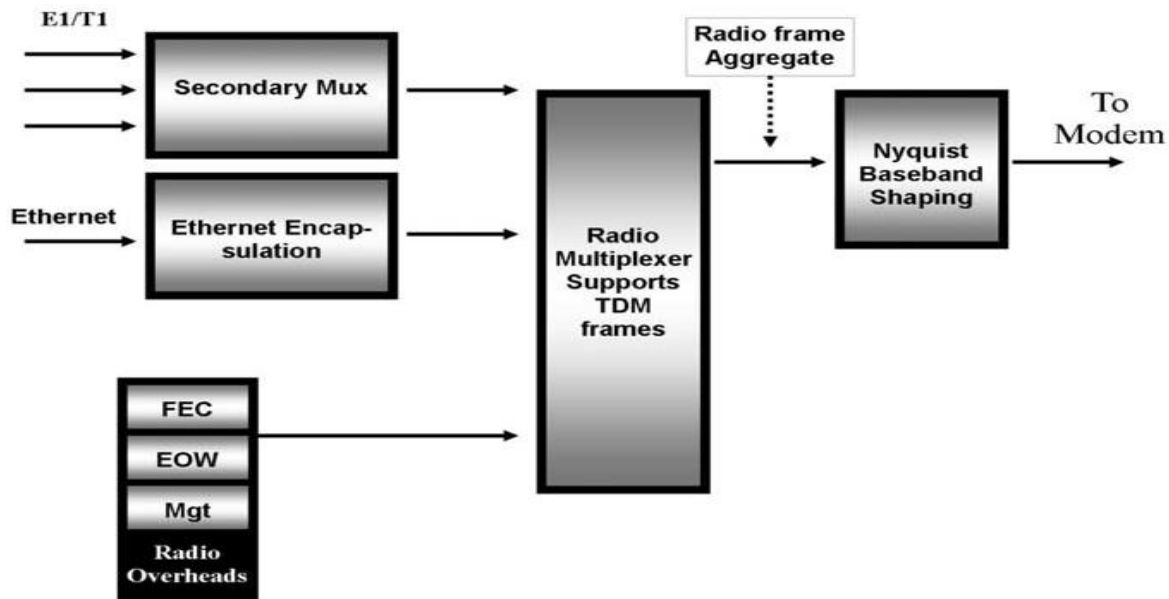 E1/T1
Secondary Mux
Radio frame
Aggregate
To
Modem
Nyquist
Baseband
Shaping
Ethernet
Ethernet Encap-
sulation
Radio
Multiplexer
Supports
TDM
frames
FEC
EOW
Mgt
Radio
Overheads